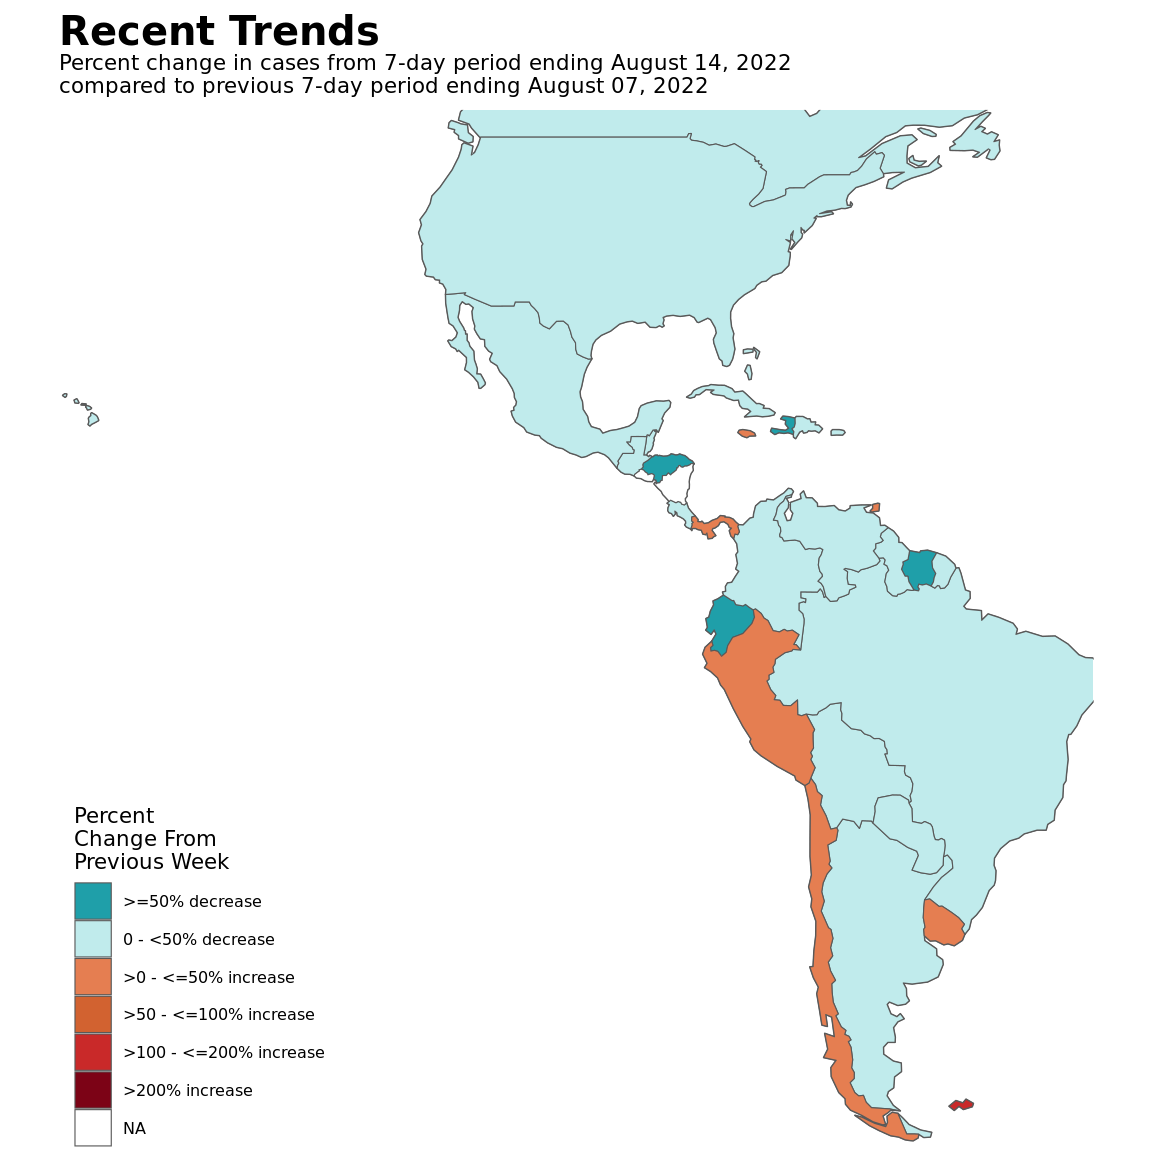 Recent Trends
Percent change in cases from 7-day period ending August 14, 2022
compared to previous 7-day period ending August 07, 2022
Percent
Change From
Previous Week
>=50% decrease
0 - <50% decrease
>0 - <=50% increase
>50 - <=100% increase
>100 - <=200% increase
>200% increase
NA